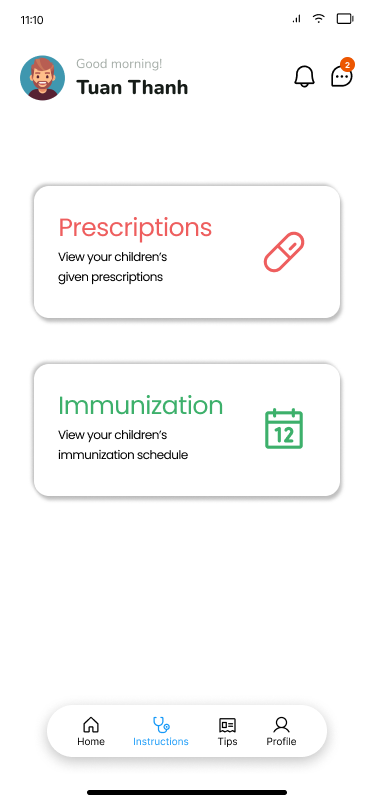 11:10
Good morning!
2
Tuan Thanh
Prescriptions
View your children's
given prescriptions
Immunization
View your children's
immunization schedule
12
Home
Instructions
Tips
Profile